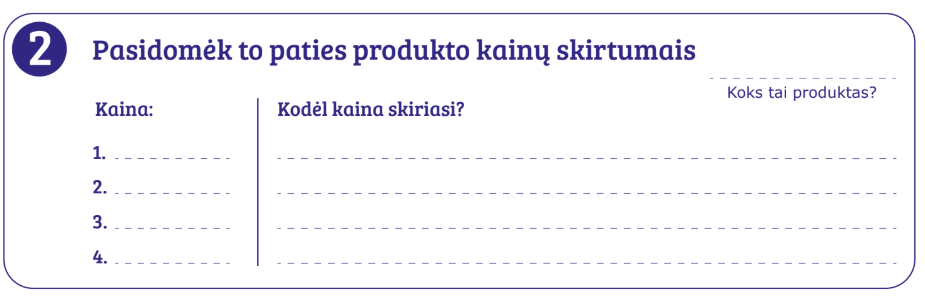 2 Pasidomėk to paties produkto kainų skirtumais
Koks tai produktas?
Kaina: Kodėl kaina skiriasi?
1.
2.
3.
4.